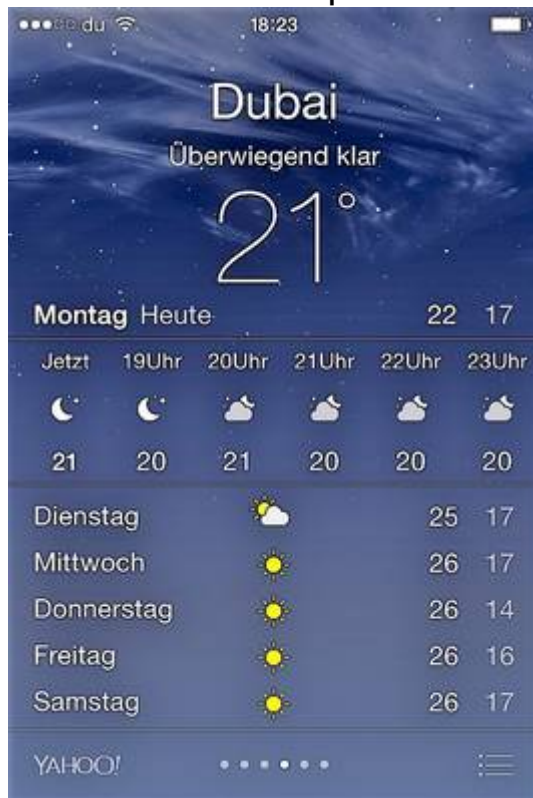 du 18:23
Dubai
Überwiegend klar
21°
Montag Heute 22 17
Jetzt 19Uhr 20Uhr 21Uhr 22Uhr 23Uhr
21 20 21 20 20 20
Dienstag 25 17
Mittwoch 26 17
Donnerstag 26 14
Freitag 26 16
Samstag 26 17
YAHOO!